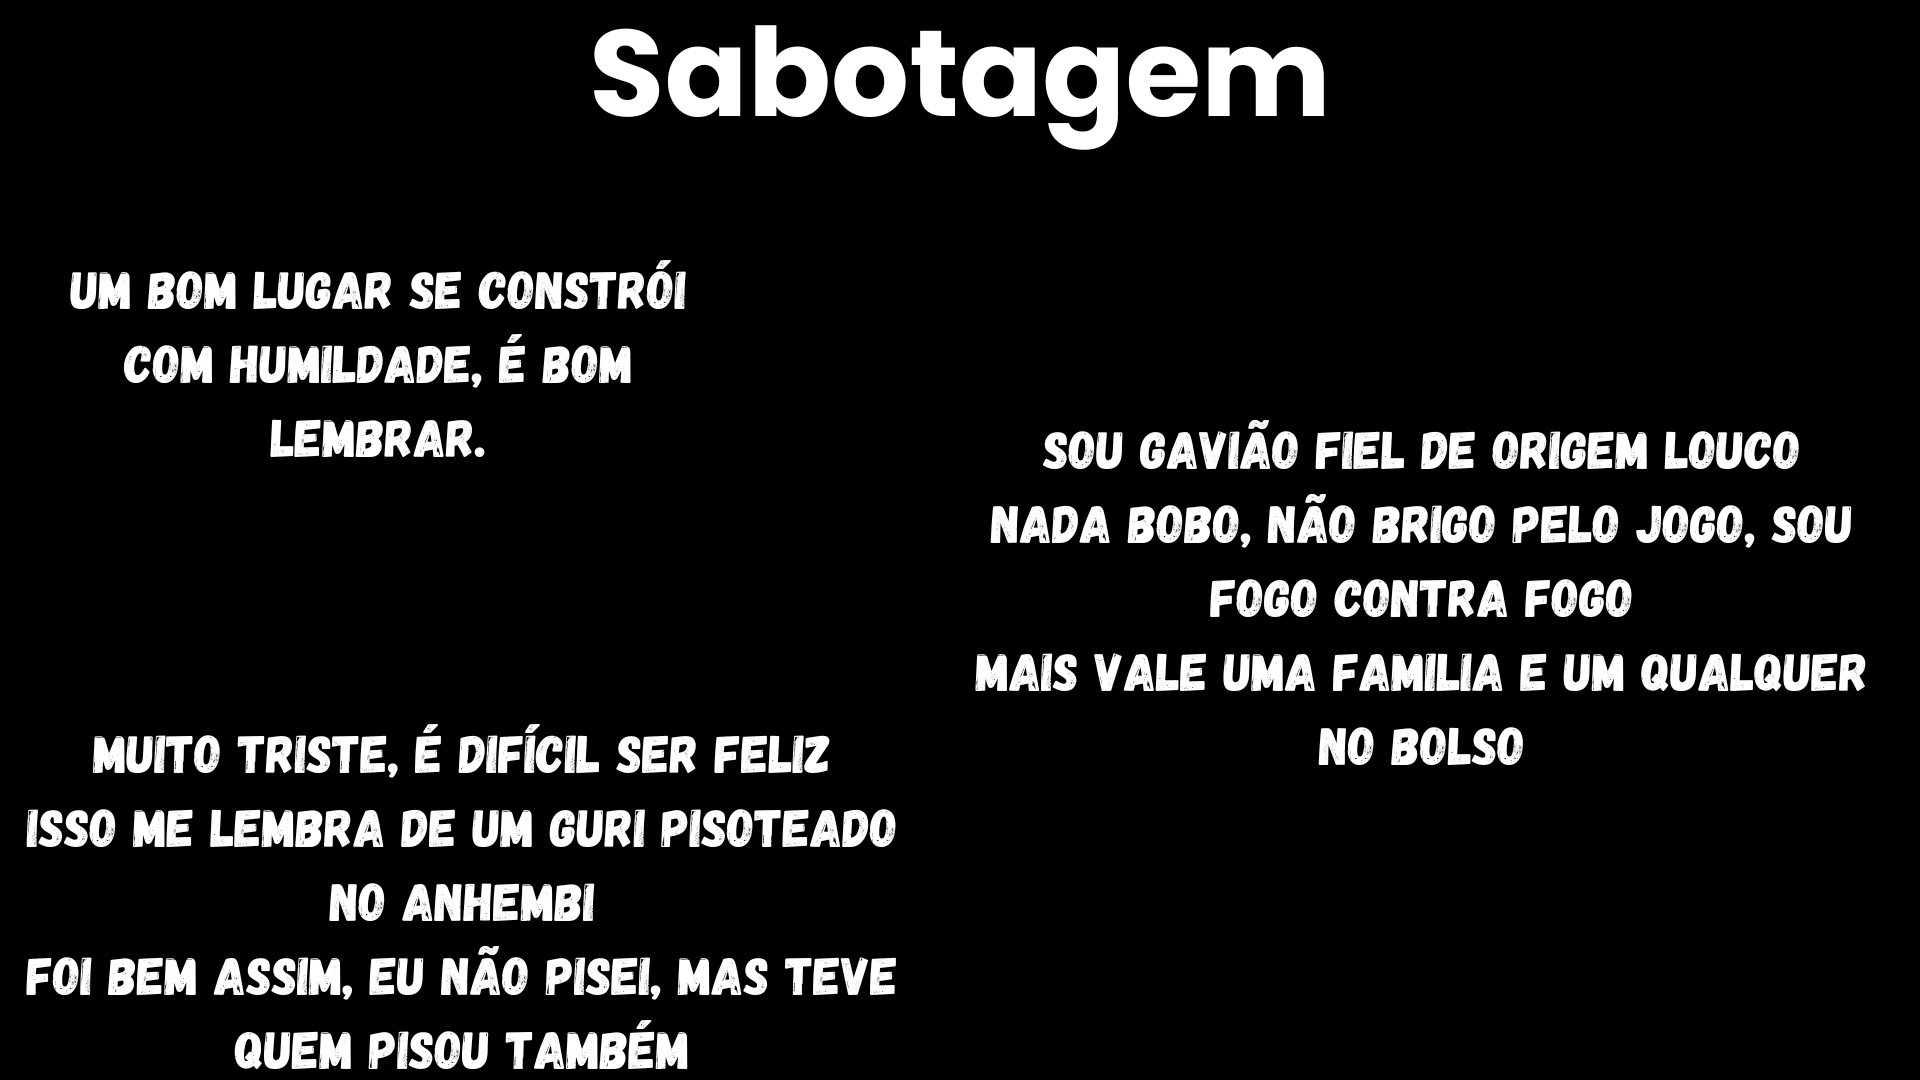 Sabotagem
UM BOM LUGAR SE CONSTRÓI
COM HUMILDADE, É BOM
LEMBRAR.
SOU GAVIÃO FIEL DE ORIGEM LOUCO
NADA BOBO, NÃO BRIGO PELO JOGO, SOU
FOGO CONTRA FOGO
MAIS VALE UMA FAMILIA E UM QUALQUER
NO BOLSO
MUITO TRISTE, É DIFÍCIL SER FELIZ
ISSO ME LEMBRA DE UM GURI PISOTEADO
NO ANHEMBI
FOI BEM ASSIM, EU NÃO PISEI, MAS TEVE
QUEM PISOU TAMBÉM